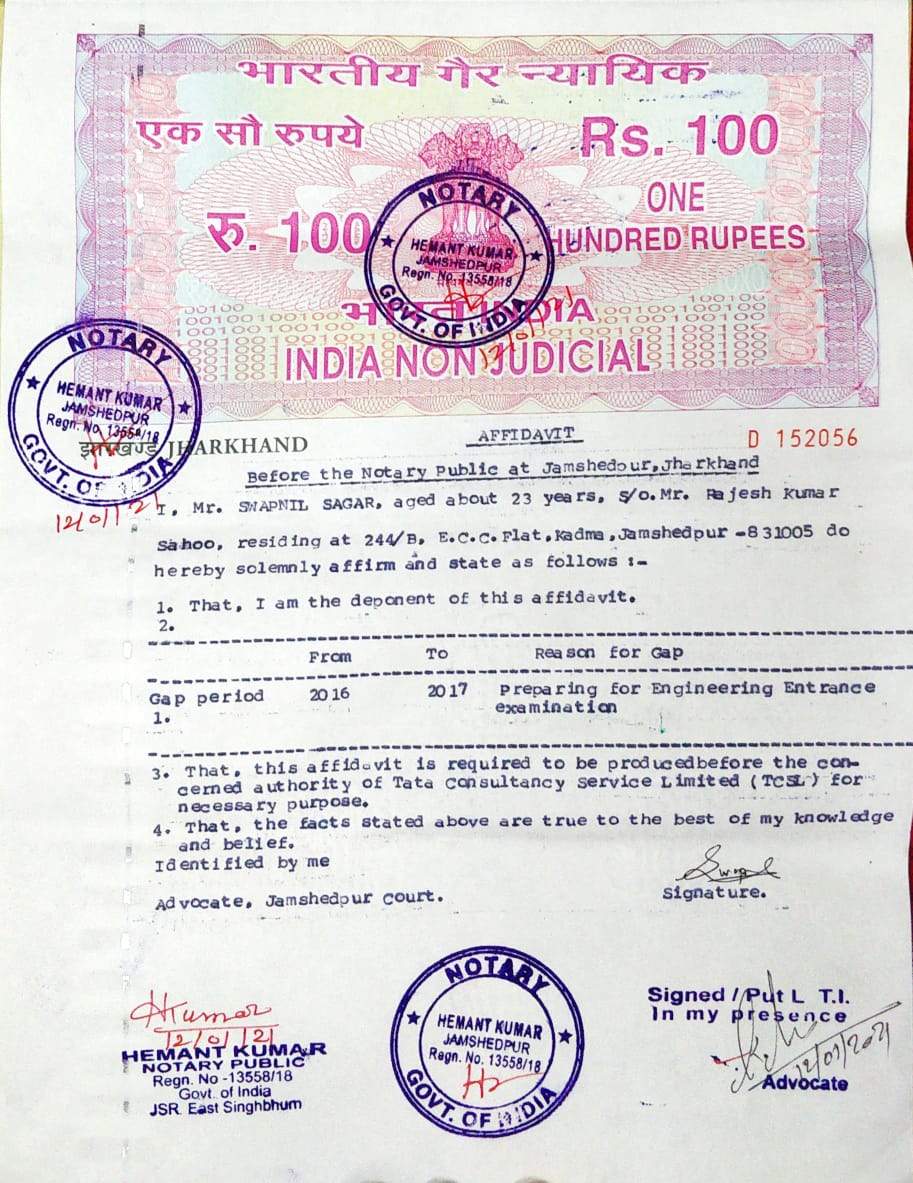 भारतीय गैर न्यायिक
एक सौ रुपये
Rs. 100
रु. 100
ONE
HUNDRED RUPEES
NOTARY
HEMANT KUMAR
JAMSHEDPUR
Regn. No. 13558/18
GOVT. OF INDIA
12/01/21
भारत INDIA
INDIA NON JUDICIAL
NOTARY
HEMANT KUMAR
JAMSHEDPUR
Regn. No. 13558/18
GOVT. OF INDIA
12/01/21
झारखण्ड JHARKHAND
AFFIDAVIT
D 152056
Before the Notary Public at Jamshedpur,Jharkhand
I, Mr. SWAPNIL SAGAR, aged about 23 years, S/o.Mr. Rajesh Kumar
Sahoo, residing at 244/B, E.C.C.Flat,Kadma,Jamshedpur -831005 do
hereby solemnly affirm and state as follows :-
1. That, I am the deponent of this affidavit.
2.
From To Reason for Gap
Gap period 2016 2017 Preparing for Engineering Entrance
1. examination
3. That, this affidavit is required to be producedbefore the con-
cerned authority of Tata Consultancy Service Limited (TCSL) for
necessary purpose.
4. That, the facts stated above are true to the best of my knowledge
and belief.
Identified by me
Swapnil
Signature.
Advocate, Jamshedpur Court.
HKumar
12/01/21
HEMANT KUMAR
NOTARY PUBLIC
Regn. No -13558/18
Govt. of India
JSR. East Singhbhum
NOTARY
HEMANT KUMAR
JAMSHEDPUR
Regn. No. 13558/18
GOVT. OF INDIA
Signed / Put L T.I.
In my presence
12/01/2021
Advocate